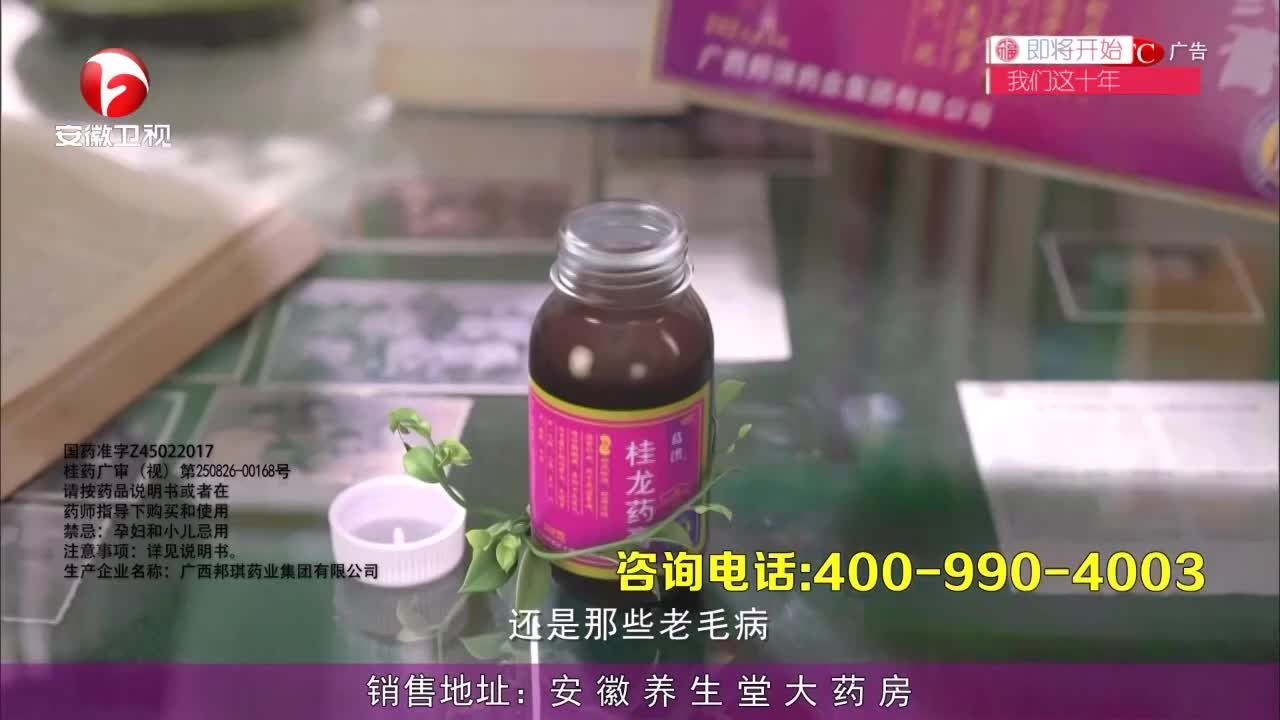 安徽卫视
福 即将开始
TC 广告
我们这十年
广西邦琪药业集团有限公司
桂龙药
国药准字Z45022017
桂药广审（视）第250826-00168号
请按药品说明书或者在
药师指导下购买和使用
禁忌：孕妇和小儿忌用
注意事项：详见说明书。
生产企业名称：广西邦琪药业集团有限公司
咨询电话:400-990-4003
还是那些老毛病
销售地址：安徽养生堂大药房